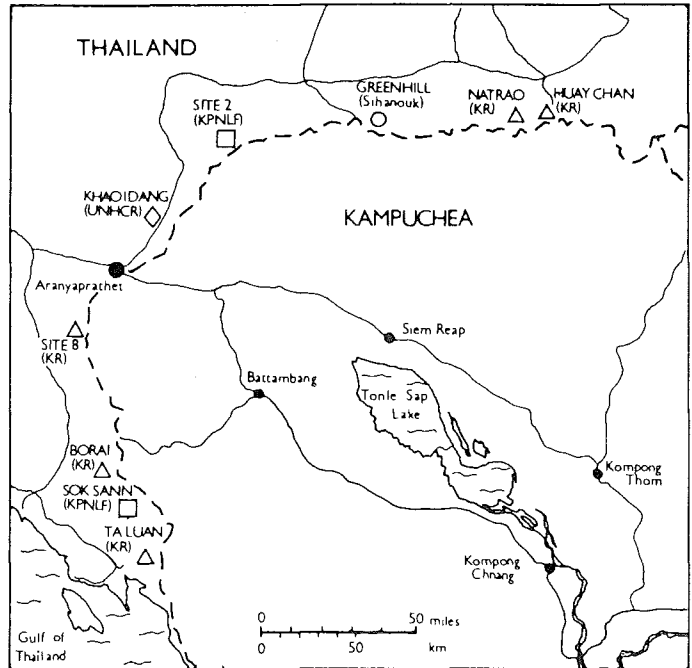 THAILAND
GREENHILL
(Sihanouk)
NATRAO
(KR)
HUAY CHAN
(KR)
SITE 2
(KPNLF)
KHAOIDANG
(UNHCR)
KAMPUCHEA
Aranyaprathet
SITE 8
(KR)
Siem Reap
Battambang
Tonle Sap
Lake
BORAI
(KR)
SOK SANN
(KPNLF)
TA LUAN
(KR)
Kompong
Thom
Kompong
Chnang
Gulf of
Thailand
0 50 miles
0 50
km